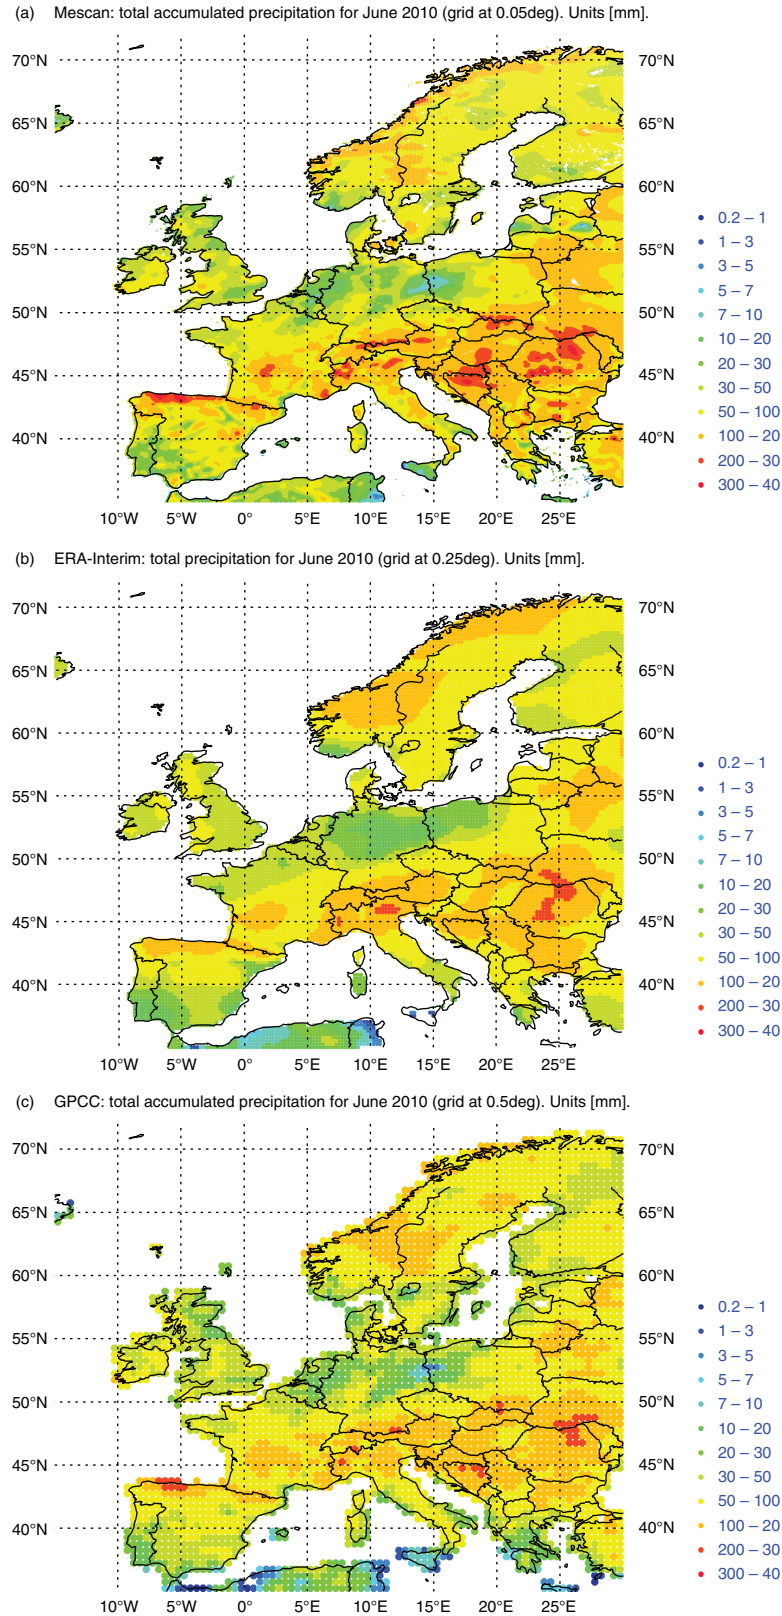 (a) Mescan: total accumulated precipitation for June 2010 (grid at 0.05deg). Units [mm].
70°N 70°N
65°N 65°N
60°N 60°N
0.2 – 1
1 – 3
55°N 55°N
3 – 5
5 – 7
50°N 50°N
7 – 10
10 – 20
20 – 30
45°N 45°N
30 – 50
50 – 100
40°N 40°N
100 – 20
200 – 30
300 – 40
10°W 5°W 0°E 5°E 10°E 15°E 20°E 25°E
(b) ERA-Interim: total precipitation for June 2010 (grid at 0.25deg). Units [mm].
70°N 70°N
65°N 65°N
60°N 60°N
0.2 – 1
1 – 3
55°N 55°N
3 – 5
5 – 7
50°N 50°N
7 – 10
10 – 20
20 – 30
45°N 45°N
30 – 50
50 – 100
40°N 40°N
100 – 20
200 – 30
300 – 40
10°W 5°W 0°E 5°E 10°E 15°E 20°E 25°E
(c) GPCC: total accumulated precipitation for June 2010 (grid at 0.5deg). Units [mm].
70°N 70°N
65°N 65°N
60°N 60°N
0.2 – 1
1 – 3
55°N 55°N
3 – 5
5 – 7
50°N 50°N
7 – 10
10 – 20
20 – 30
45°N 45°N
30 – 50
50 – 100
40°N 40°N
100 – 20
200 – 30
300 – 40
10°W 5°W 0°E 5°E 10°E 15°E 20°E 25°E